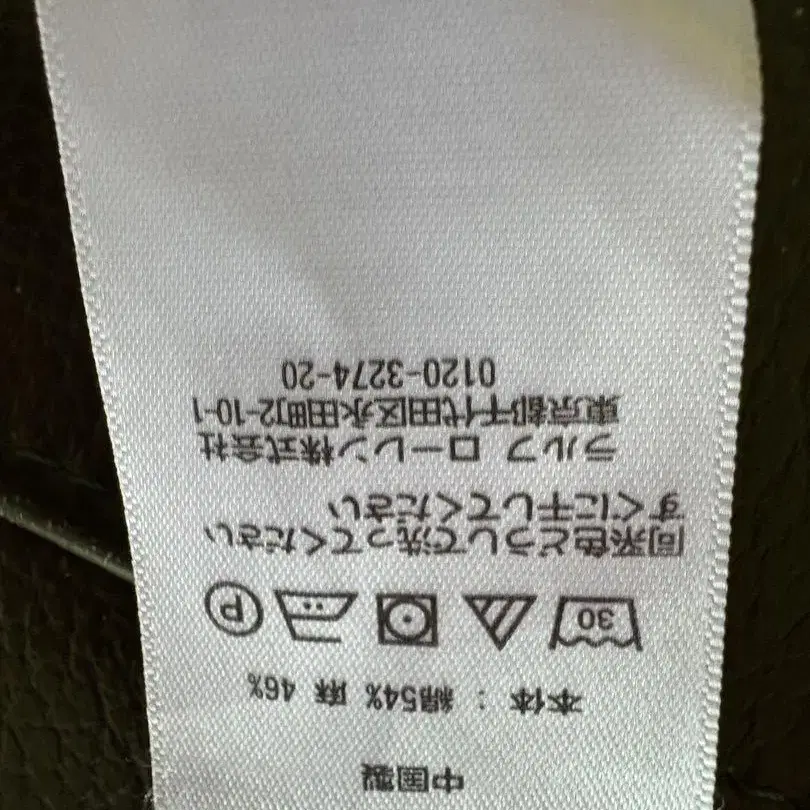 中国製
本体 : 綿54% 麻 46%
30 P
同系色どうしで洗ってください
すぐに干してください
ラルフ ローレン株式会社
東京都千代田区永田町2-10-1
0120-3274-20